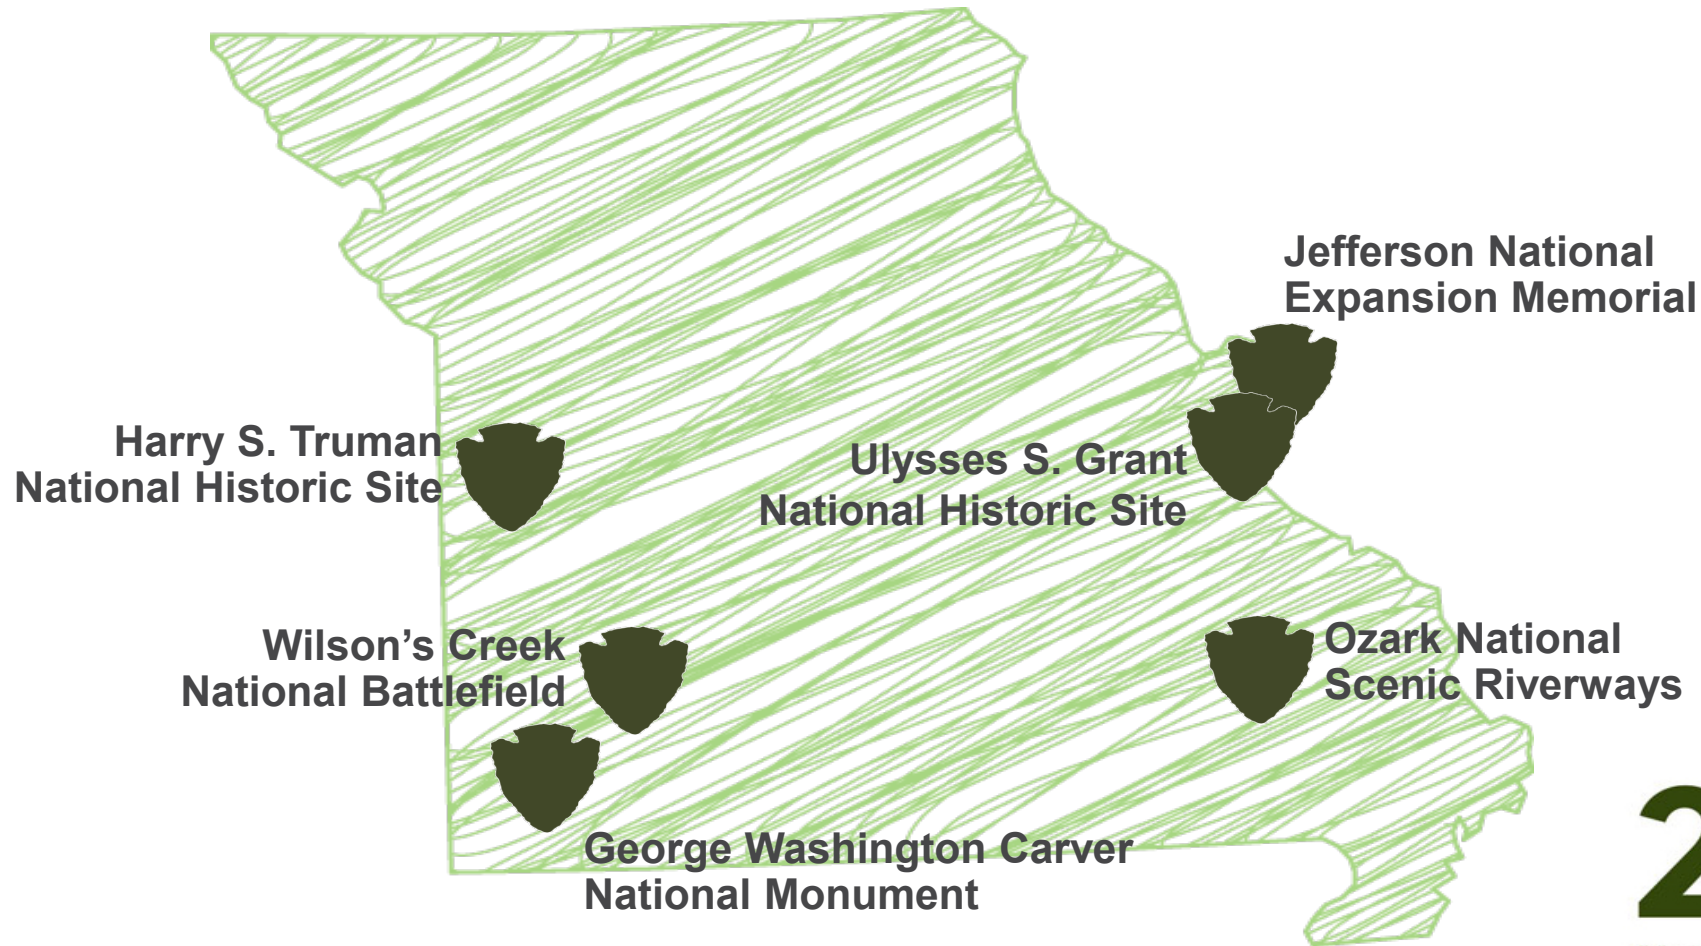 Jefferson National
Expansion Memorial
Harry S. Truman
National Historic Site
Ulysses S. Grant
National Historic Site
Wilson’s Creek
National Battlefield
Ozark National
Scenic Riverways
George Washington Carver
National Monument
2